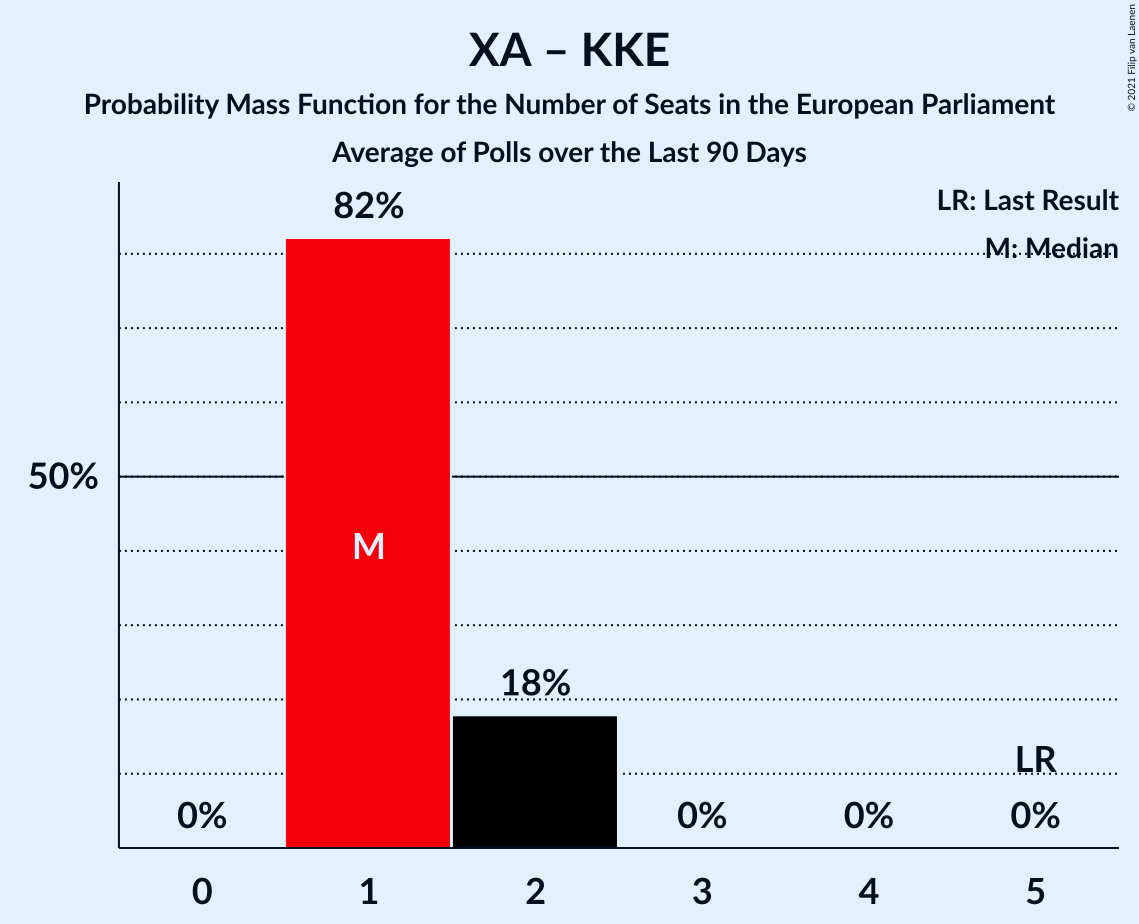 XA – KKE
Probability Mass Function for the Number of Seats in the European Parliament
Average of Polls over the Last 90 Days
© 2021 Filip van Laenen
LR: Last Result
M: Median
82%
50%
M
18%
LR
0%
0%
0%
0%
0 1 2 3 4 5